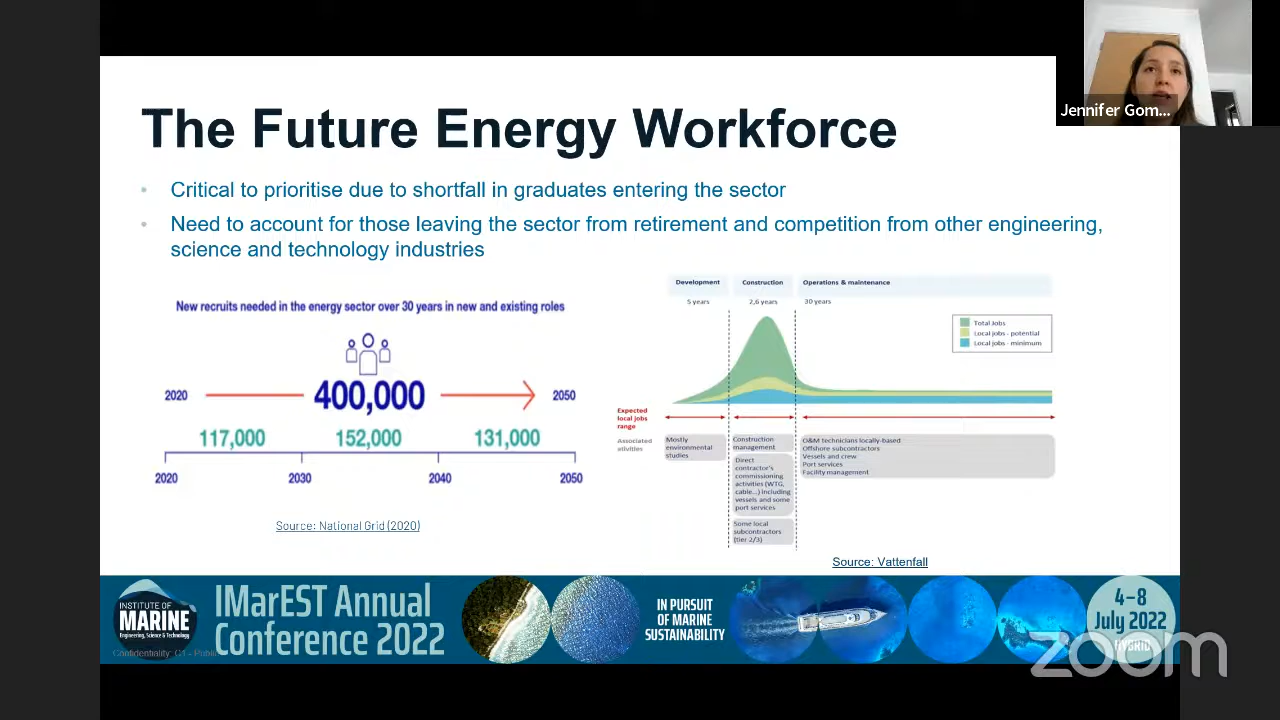 Jennifer Gom...
The Future Energy Workforce
Critical to prioritise due to shortfall in graduates entering the sector
Need to account for those leaving the sector from retirement and competition from other engineering,
science and technology industries
New recruits needed in the energy sector over 30 years in new and existing roles
2020
400,000
2050
117,000
152,000
131,000
2020
2030
2040
2050
Source: National Grid (2020)
Development
Construction
Operations & maintenance
5 years
2,6 years
30 years
Total Jobs
Local jobs - potential
Local jobs - minimum
Expected
local jobs
range
Associated
ativities
Mostly
environmental
studies
Construction
management
Direct
contractor's
commissioning
activities (WTG,
cable...) including
vessels and some
port services
Some local
subcontractors
(tier 2/3)
O&M technicians locally-based
Offshore subcontractors
Vessels and crew
Port services
Facility management
Source: Vattenfall
INSTITUTE OF
MARINE
Engineering, Science & Technology
IMarEST Annual
Conference 2022
IN PURSUIT
OF MARINE
SUSTAINABILITY
4–8
July 2022
HYBRID
Confidentiality: C1 - Public
zoom